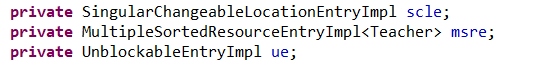 private SingularChangeableLocationEntryImpl scle;
private MultipleSortedResourceEntryImpl<Teacher> msre;
private UnblockableEntryImpl ue;